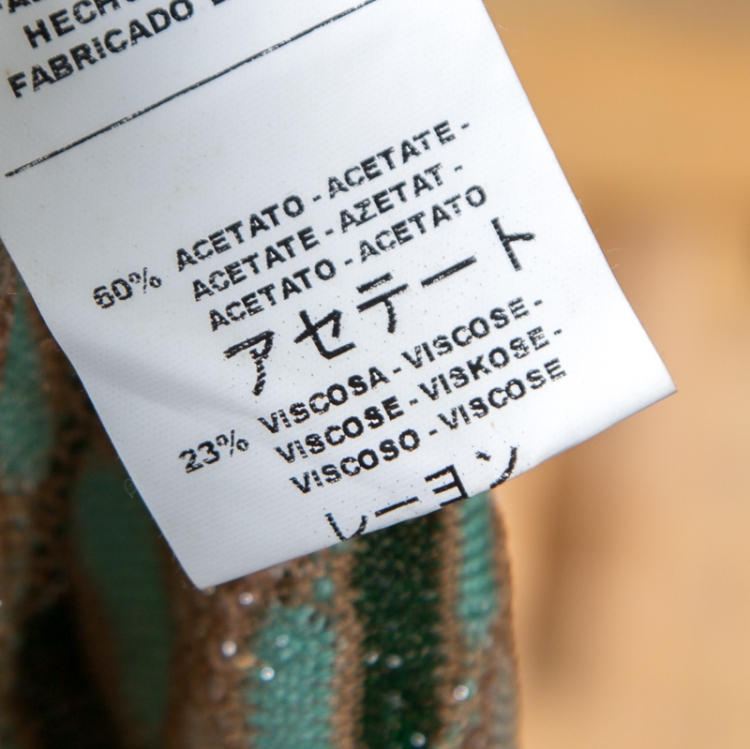 HECHO
FABRICADO
60% ACETATO - ACETATE -
ACETATE - AZETAT -
ACETATO - ACETATO
アセテート
23% VISCOSA - VISCOSE -
VISCOSE - VISKOSE -
VISCOSO - VISCOSE
レーヨン